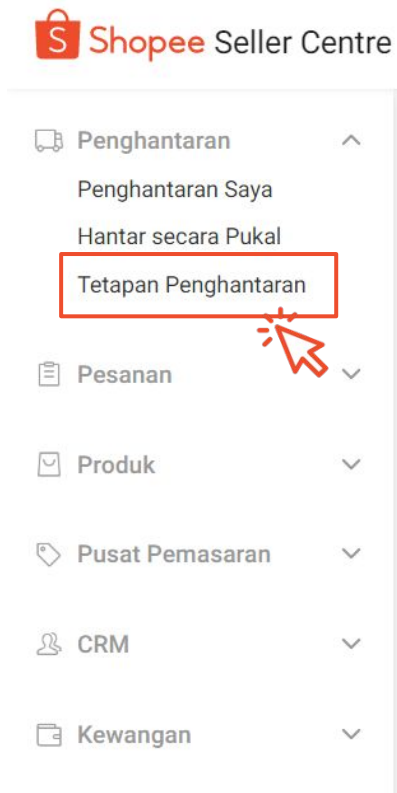 Shopee Seller Centre
Penghantaran
Penghantaran Saya
Hantar secara Pukal
Tetapan Penghantaran
Pesanan
Produk
Pusat Pemasaran
CRM
Kewangan